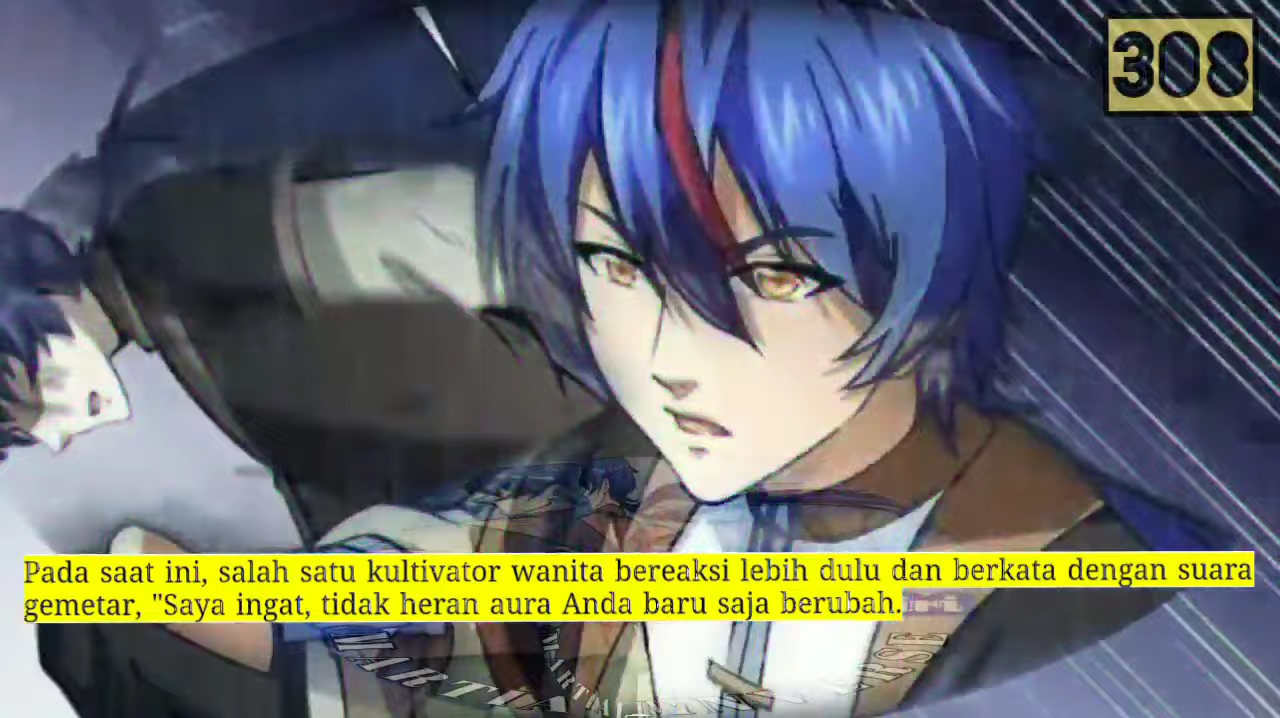 308
Pada saat ini, salah satu kultivator wanita bereaksi lebih dulu dan berkata dengan suara
gemetar, "Saya ingat, tidak heran aura Anda baru saja berubah.
MARTIAL